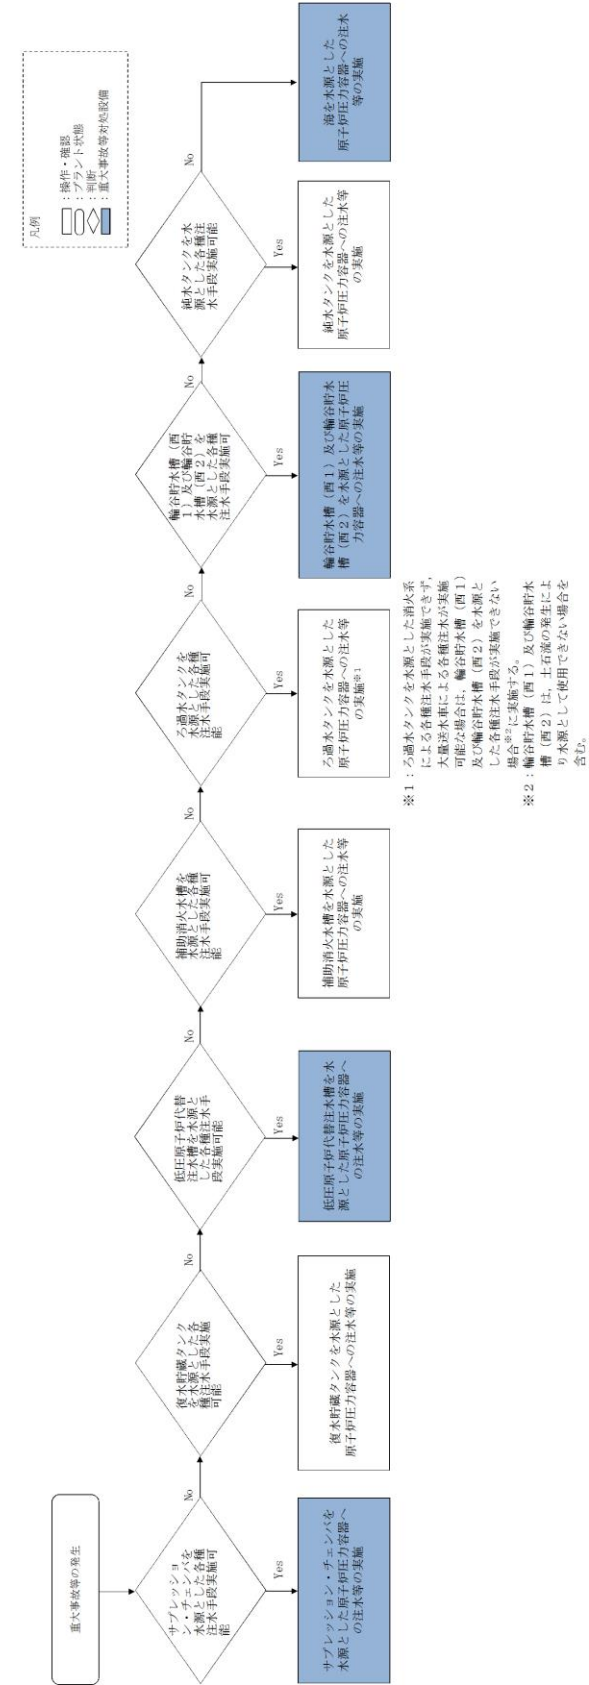 凡例
：操作・確認
：プラント状態
：判断
：重大事故等対処設備
重大事故等の発生
サプレッショ
ン・チェンバを
水源とした各種
注水手段実施可
能
No
Yes
サプレッション・チェンバを
水源とした原子炉圧力容器へ
の注水等の実施
復水貯蔵タンク
を水源とした各
種注水手段実施
可能
No
Yes
復水貯蔵タンクを水源とした
原子炉圧力容器への注水等の実施
低圧原子炉代替
注水槽を水源と
した各種注水手
段実施可能
No
Yes
低圧原子炉代替注水槽を水
源とした原子炉圧力容器へ
の注水等の実施
補助消火水槽を
水源とした各種
注水手段実施可
能
No
Yes
補助消火水槽を水源とした
原子炉圧力容器への注水等
の実施
ろ過水タンクを
水源とした各種
注水手段実施可
能
No
Yes
ろ過水タンクを水源とした
原子炉圧力容器への注水等
の実施※1
輪谷貯水槽（西
１）及び輪谷貯
水槽（西２）を
水源とした各種
注水手段実施可
能
No
Yes
輪谷貯水槽（西１）及び輪谷貯水
槽（西２）を水源とした原子炉圧
力容器への注水等の実施
純水タンクを水
源とした各種注
水手段実施可能
No
Yes
純水タンクを水源とした
原子炉圧力容器への注水等
の実施
海を水源とした
原子炉圧力容器への注水
等の実施
※１：ろ過水タンクを水源とした消火系
による各種注水手段が実施できず，
大量送水車による各種注水が実施
可能な場合は，輪谷貯水槽（西１）
及び輪谷貯水槽（西２）を水源と
した各種注水手段が実施できない
場合※2に実施する。
※２：輪谷貯水槽（西１）及び輪谷貯水
槽（西２）は，土石流の発生によ
り水源として使用できない場合を
含む。